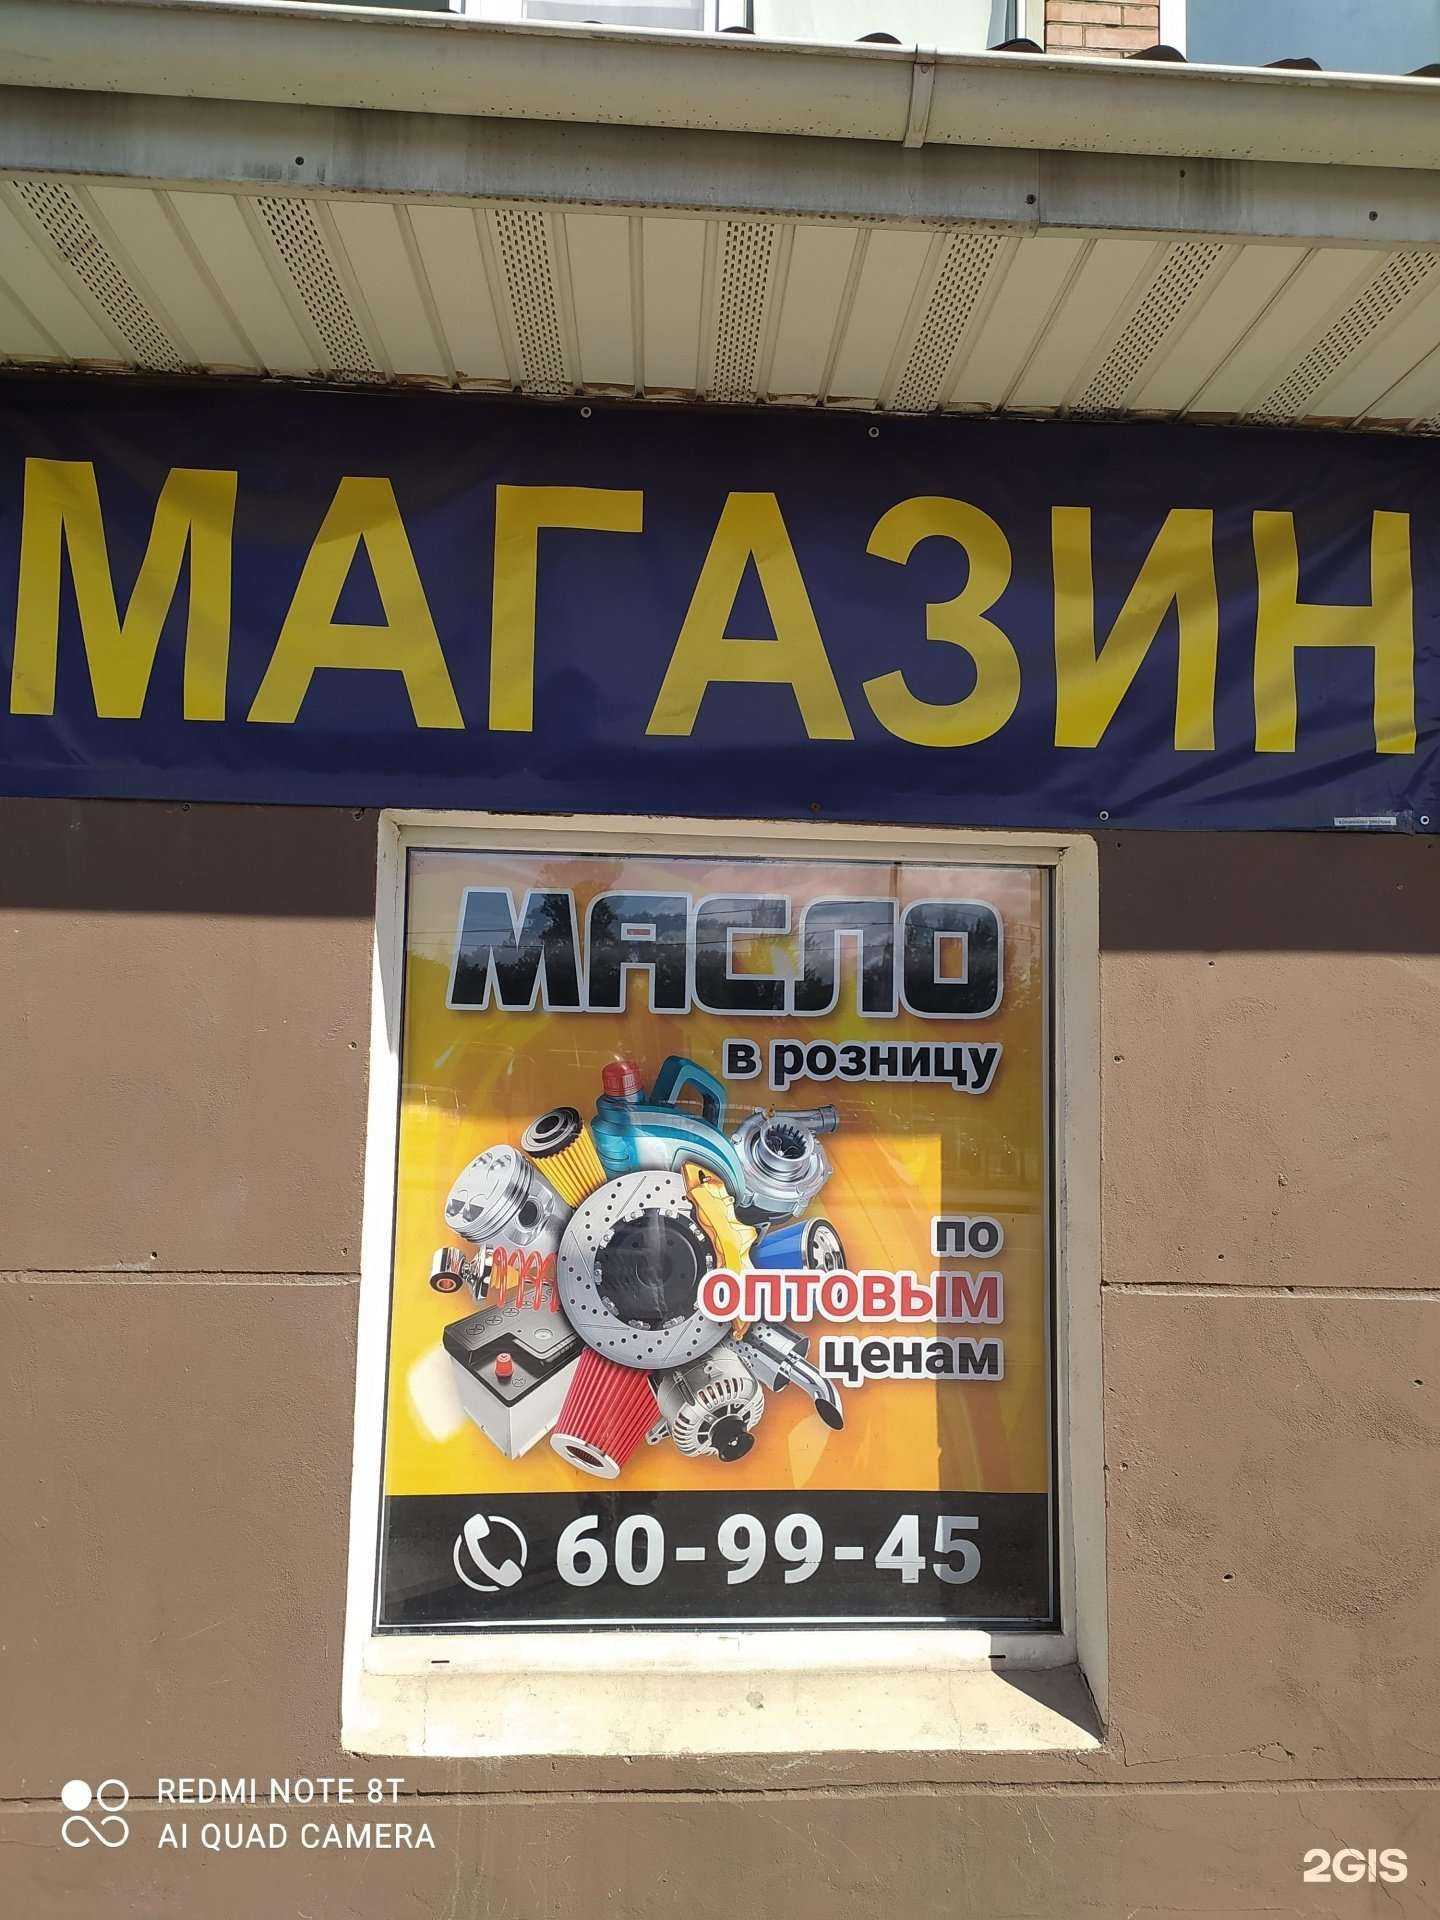 МАГАЗИН
МАСЛО
в розницу
по
оптовым
ценам
60-99-45
REDMI NOTE 8T
AI QUAD CAMERA
2GIS